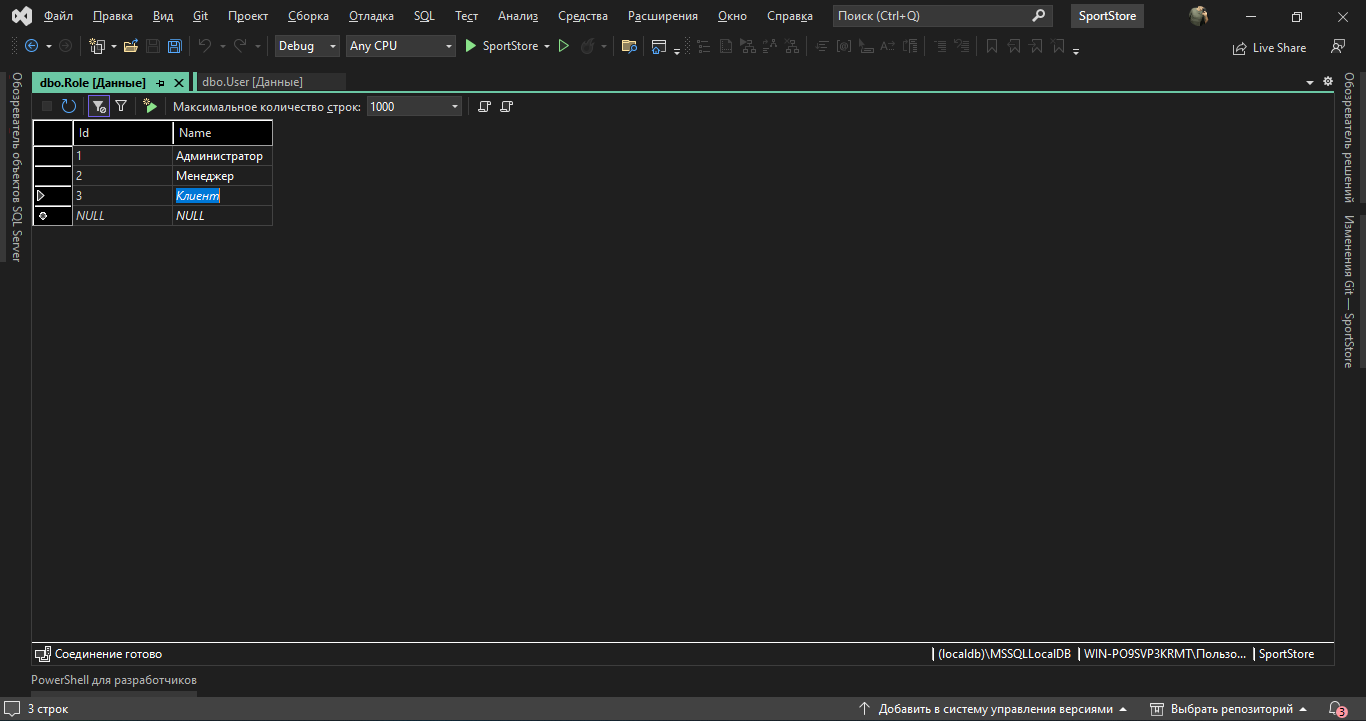 Файл Правка Вид Git Проект Сборка Отладка SQL Тест Анализ Средства Расширения Окно Справка Поиск (Ctrl+Q) SportStore
Debug Any CPU SportStore Live Share
dbo.Role [Данные] dbo.User [Данные]
Максимальное количество строк: 1000
Id Name
1 Администратор
2 Менеджер
3 Клиент
NULL NULL
Обозреватель объектов SQL Server
Обозреватель решений
Изменения Git — SportStore
Соединение готово (localdb)\MSSQLLocalDB WIN-PO9SVP3KRMT\Пользо... SportStore
PowerShell для разработчиков
3 строк Добавить в систему управления версиями Выбрать репозиторий 3